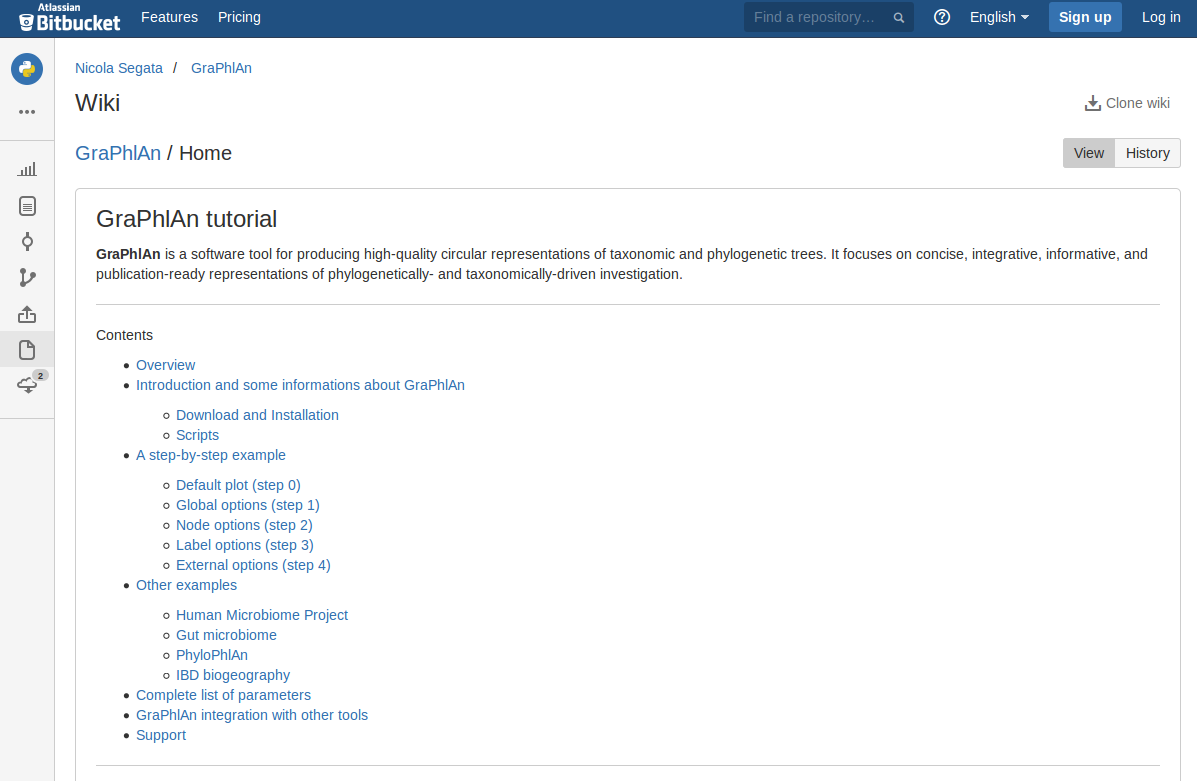 Atlassian
Bitbucket Features Pricing Find a repository... English Sign up Log in
Nicola Segata / GraPhlAn
Wiki Clone wiki
GraPhlAn / Home View History
GraPhlAn tutorial
GraPhlAn is a software tool for producing high-quality circular representations of taxonomic and phylogenetic trees. It focuses on concise, integrative, informative, and
publication-ready representations of phylogenetically- and taxonomically-driven investigation.
Contents
Overview
Introduction and some informations about GraPhlAn
Download and Installation
Scripts
A step-by-step example
Default plot (step 0)
Global options (step 1)
Node options (step 2)
Label options (step 3)
External options (step 4)
Other examples
Human Microbiome Project
Gut microbiome
PhyloPhlAn
IBD biogeography
Complete list of parameters
GraPhlAn integration with other tools
Support
2